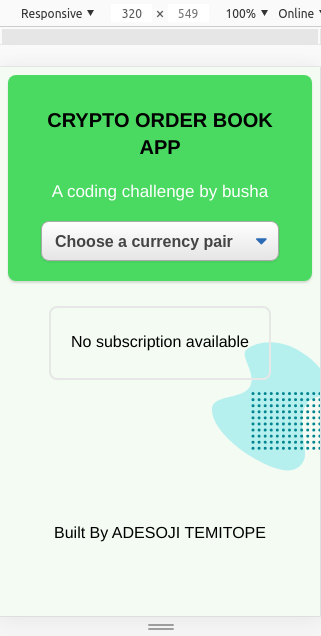 Responsive ▼ 320 × 549 100% ▼ Online
CRYPTO ORDER BOOK
APP
A coding challenge by busha
Choose a currency pair
No subscription available
Built By ADESOJI TEMITOPE